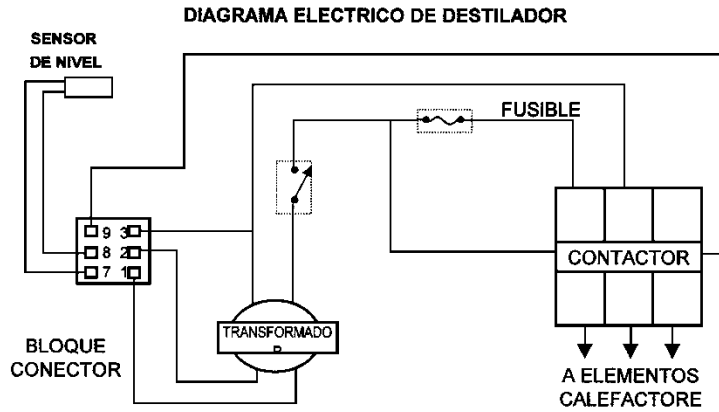 DIAGRAMA ELECTRICO DE DESTILADOR
SENSOR
DE NIVEL
FUSIBLE
9 3
8 2
7 1
CONTACTOR
TRANSFORMADO
BLOQUE
CONECTOR
A ELEMENTOS
CALEFACTORE